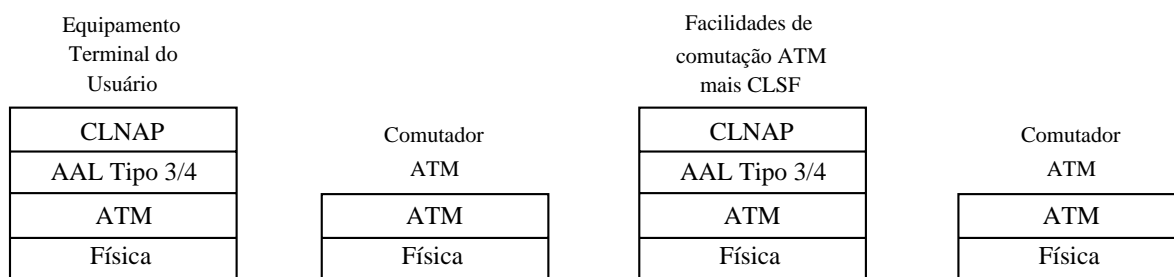 Equipamento
Terminal do
Usuário
CLNAP
AAL Tipo 3/4
ATM
Física
Comutador
ATM
ATM
Física
Facilidades de
comutação ATM
mais CLSF
CLNAP
AAL Tipo 3/4
ATM
Física
Comutador
ATM
ATM
Física